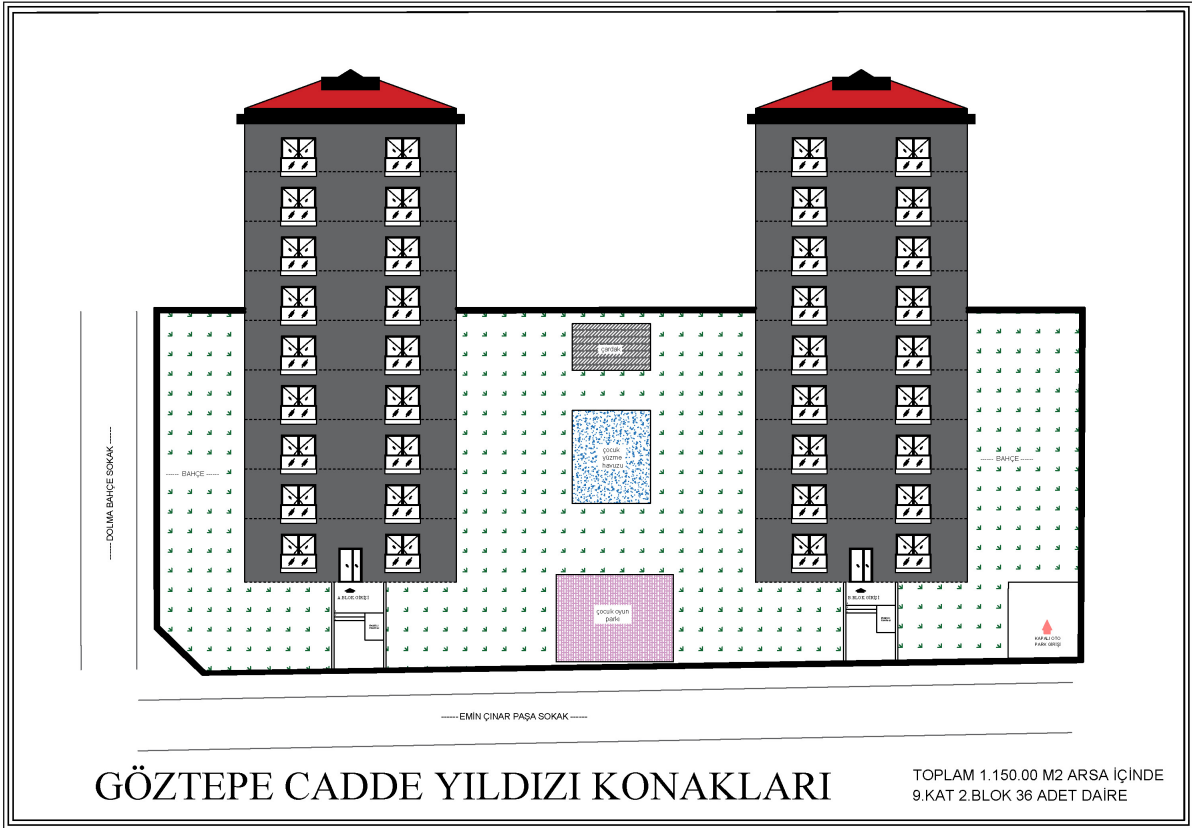 çardak
çocuk
yüzme
havuzu
------ BAHÇE ------
------ BAHÇE ------
------ DOLMA BAHÇE SOKAK ------
A.BLOK GİRİŞİ
B.BLOK GİRİŞİ
çocuk oyun
parkı
KAPALI OTO
PARK GİRİŞİ
------ EMİN ÇINAR PAŞA SOKAK ------
GÖZTEPE CADDE YILDIZI KONAKLARI
TOPLAM 1.150.00 M2 ARSA İÇİNDE
9.KAT 2.BLOK 36 ADET DAİRE